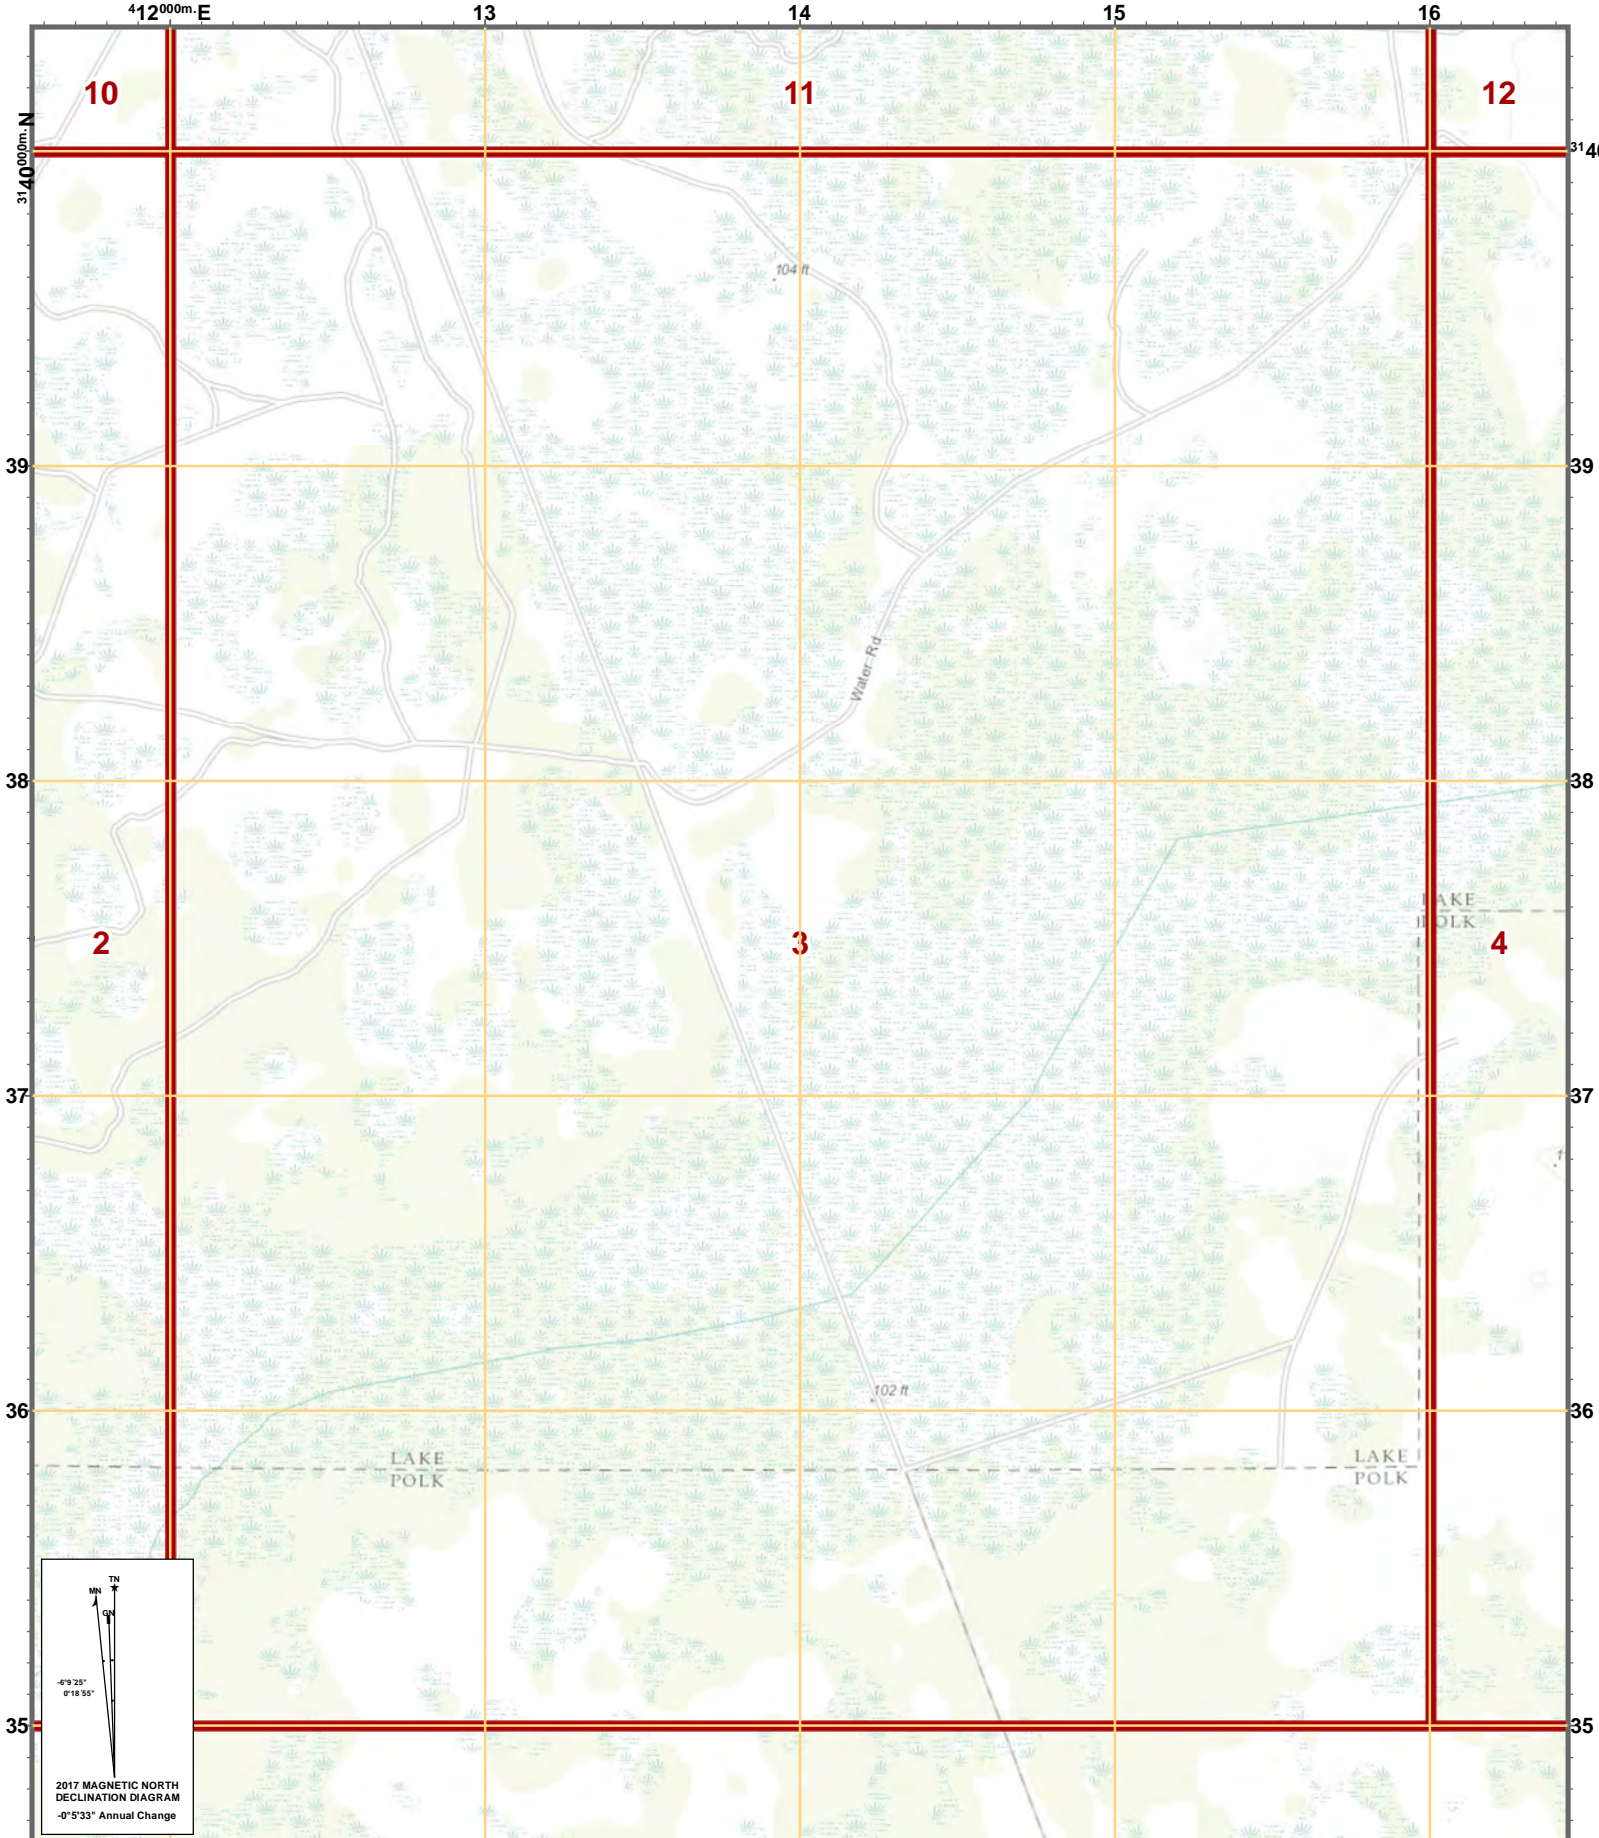 412000m.E 13 14 15 16
10 11 12
3140000m.N
3140
104 ft
39 39
Water Rd
38 38
LAKE
POLK
2 3 4
37 37
102 ft
36 36
LAKE LAKE
POLK POLK
35 35
TN
MN
GN
-6°9'25"
0°18'55"
2017 MAGNETIC NORTH
DECLINATION DIAGRAM
-0°5'33" Annual Change